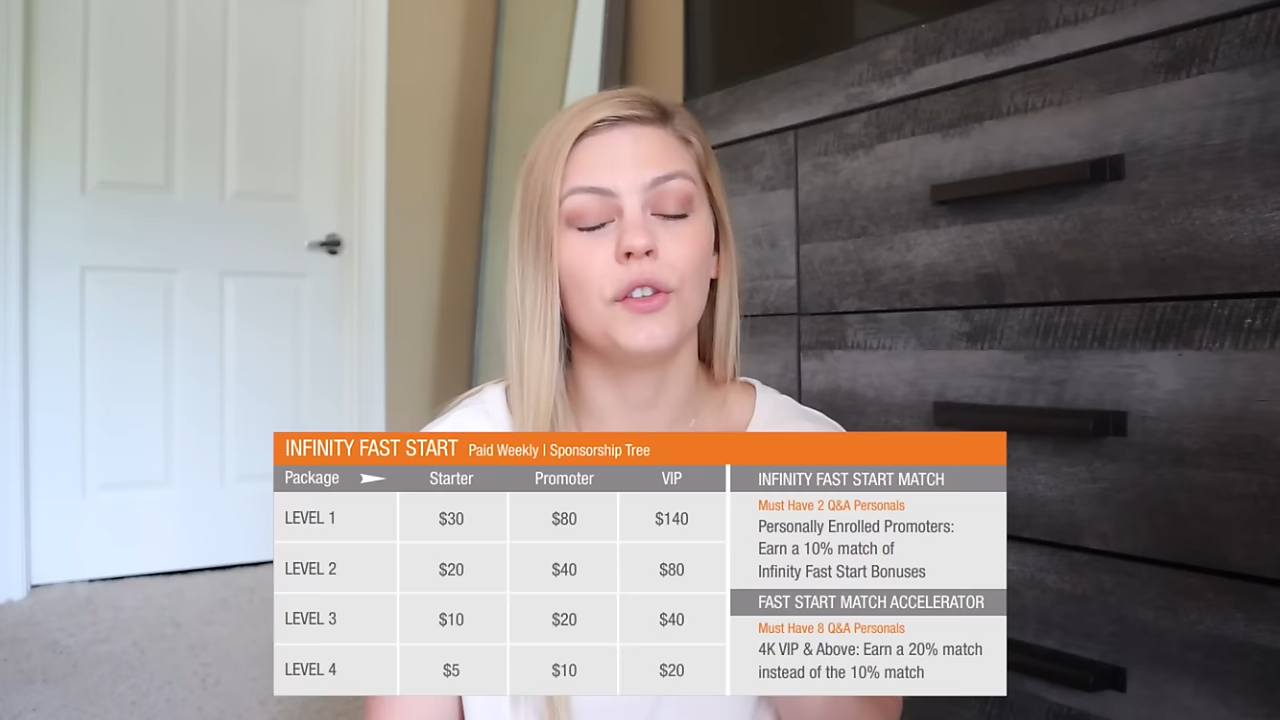 INFINITY FAST START Paid Weekly | Sponsorship Tree
Package Starter Promoter VIP
LEVEL 1 $30 $80 $140
LEVEL 2 $20 $40 $80
LEVEL 3 $10 $20 $40
LEVEL 4 $5 $10 $20
INFINITY FAST START MATCH
Must Have 2 Q&A Personals
Personally Enrolled Promoters:
Earn a 10% match of
Infinity Fast Start Bonuses
FAST START MATCH ACCELERATOR
Must Have 8 Q&A Personals
4K VIP & Above: Earn a 20% match
instead of the 10% match